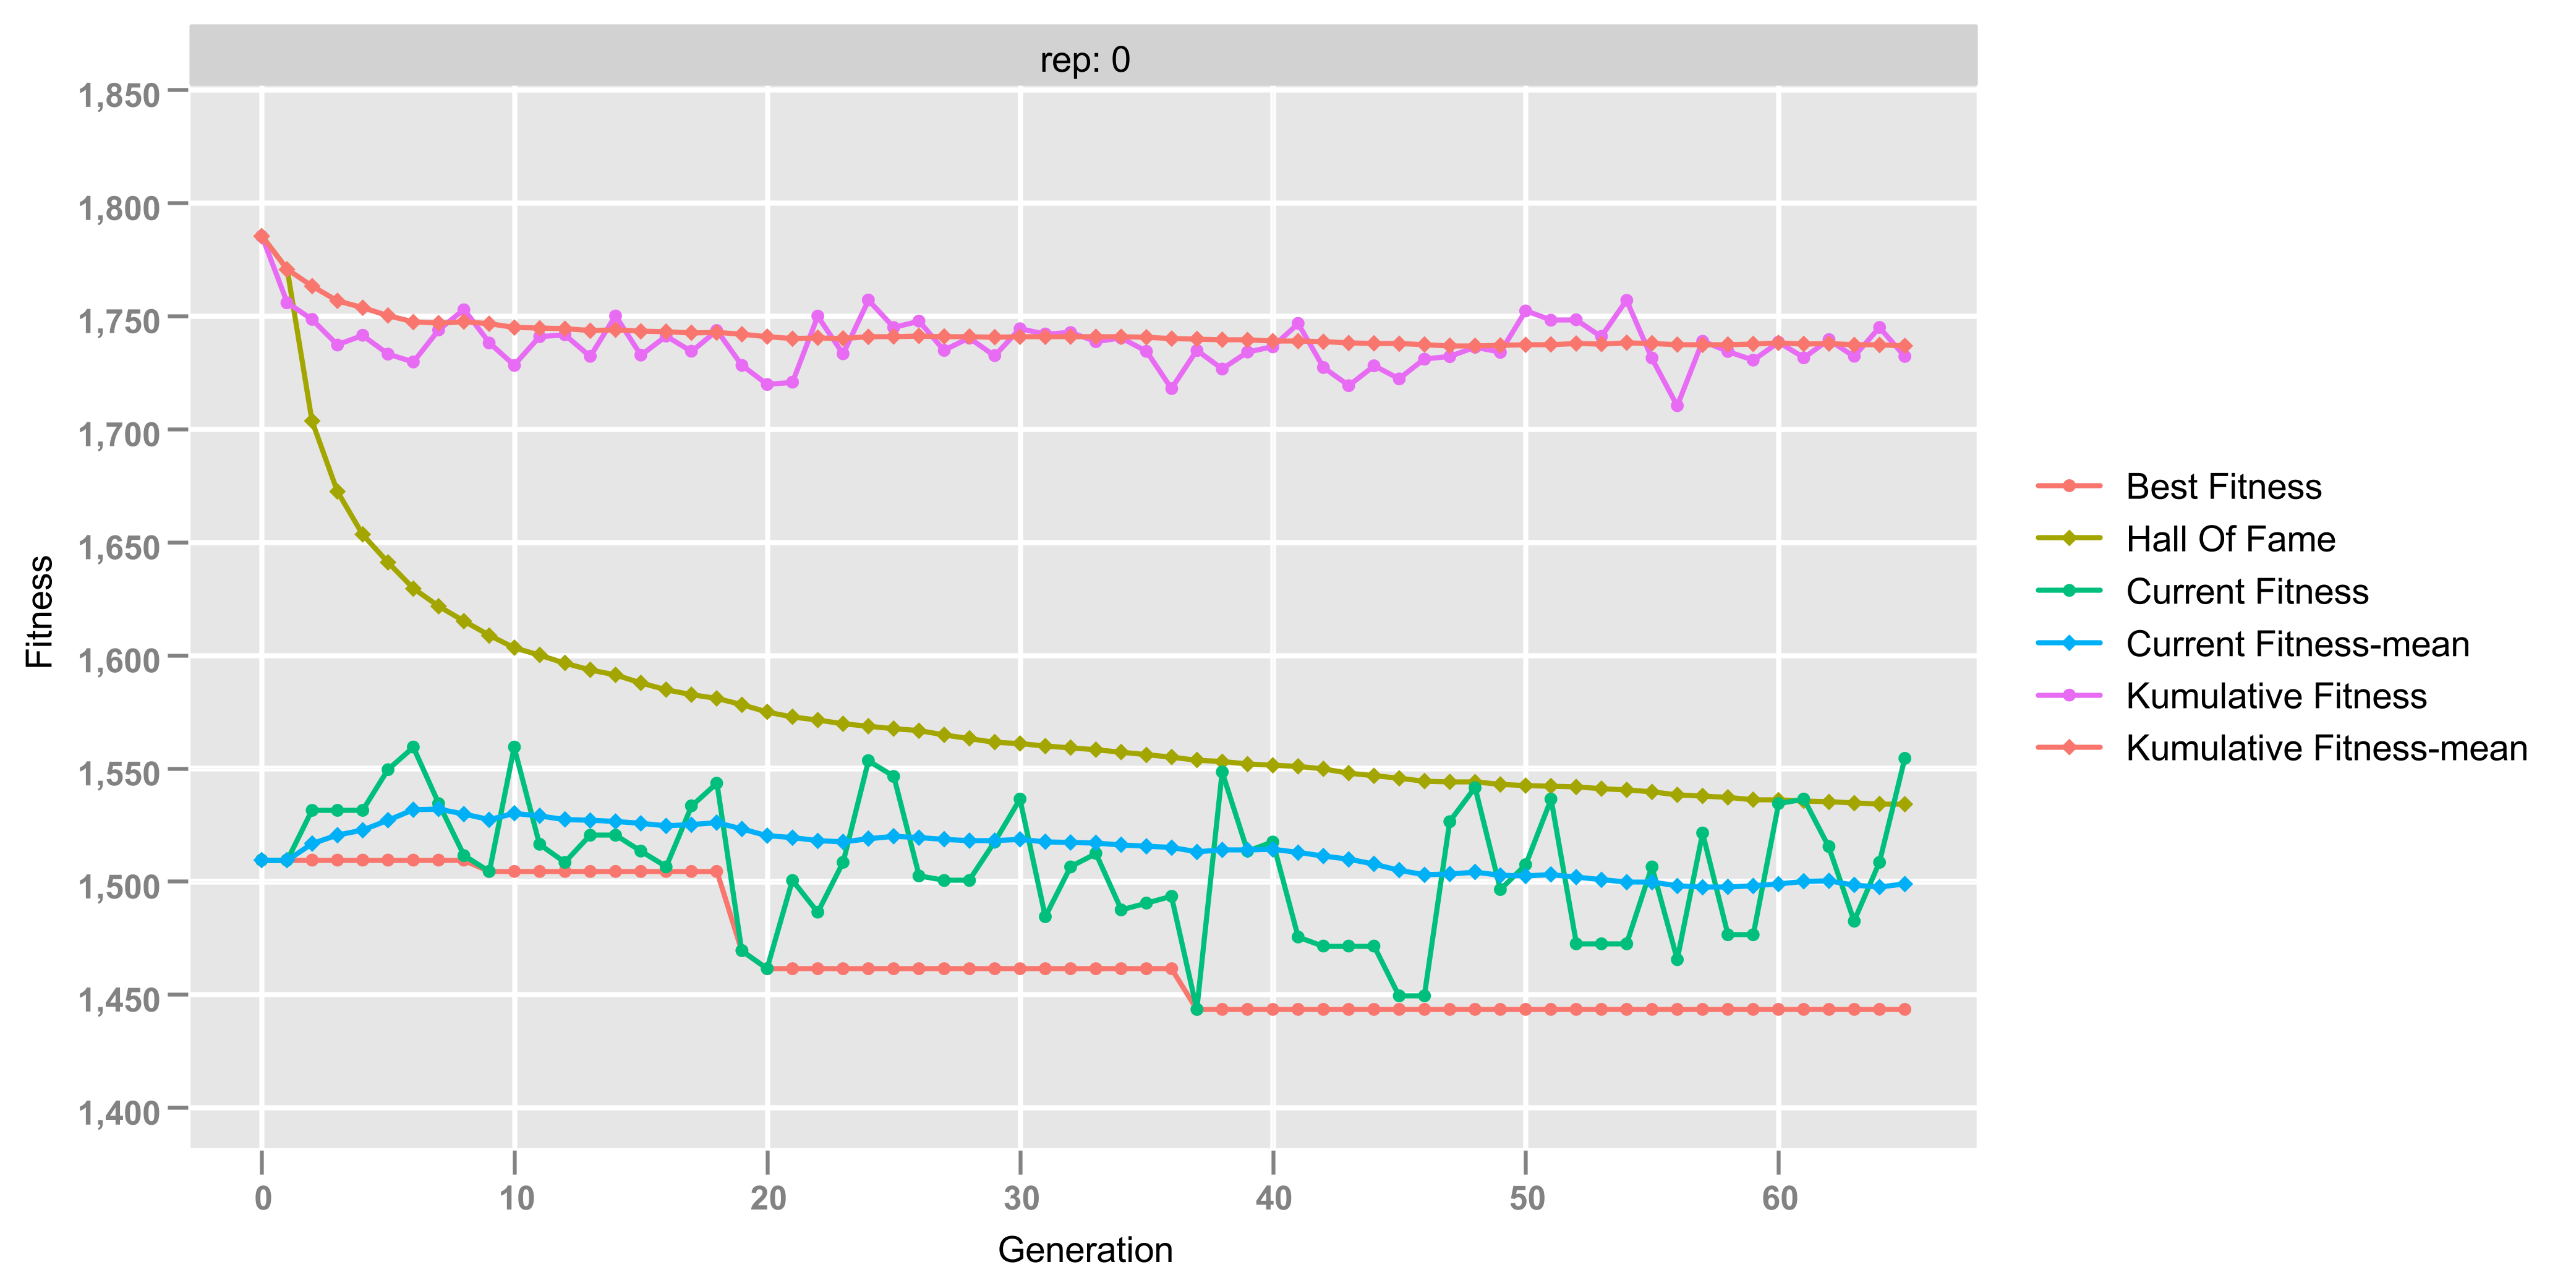 rep: 0
1,850
1,800
1,750
1,700
1,650
1,600
1,550
1,500
1,450
1,400
Fitness
0 10 20 30 40 50 60
Generation
Best Fitness
Hall Of Fame
Current Fitness
Current Fitness-mean
Kumulative Fitness
Kumulative Fitness-mean